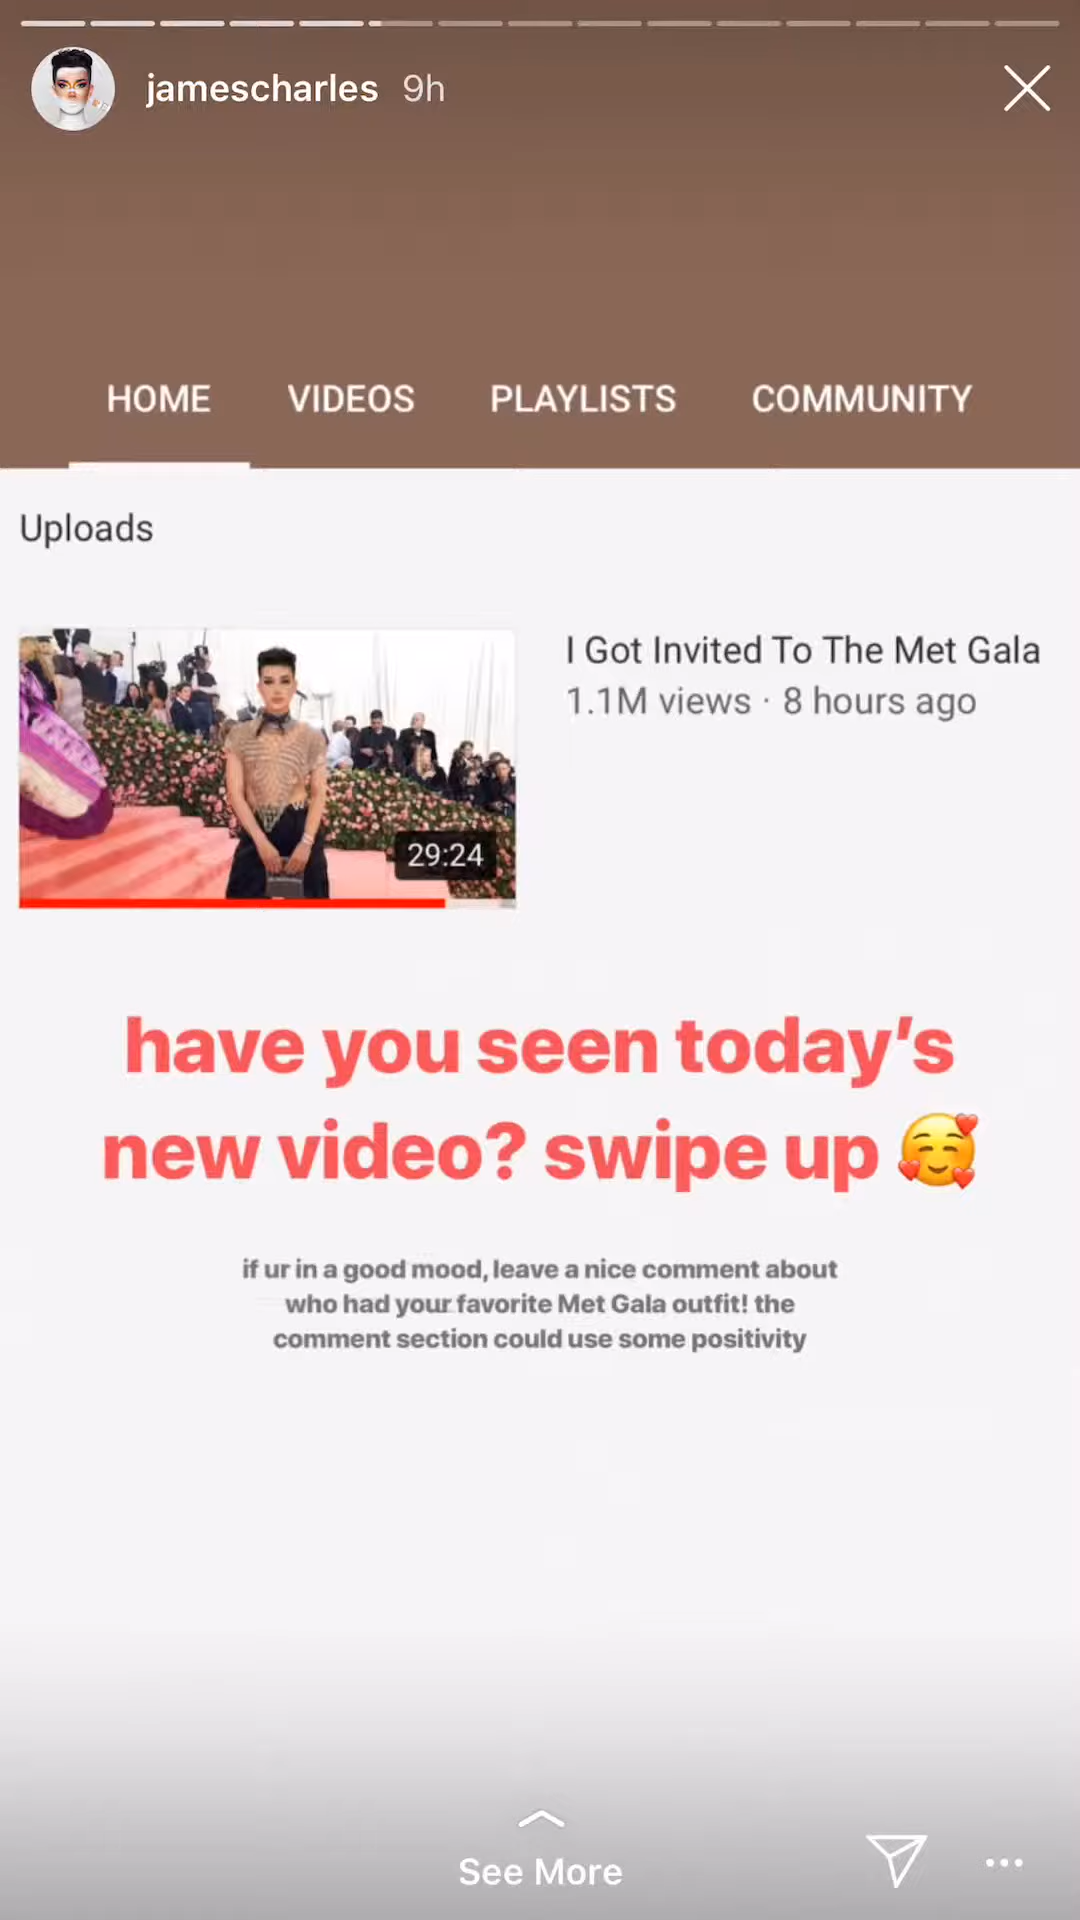 jamescharles 9h
HOME VIDEOS PLAYLISTS COMMUNITY
Uploads
I Got Invited To The Met Gala
1.1M views · 8 hours ago
29:24
have you seen today’s
new video? swipe up 🥰
if ur in a good mood, leave a nice comment about
who had your favorite Met Gala outfit! the
comment section could use some positivity
See More